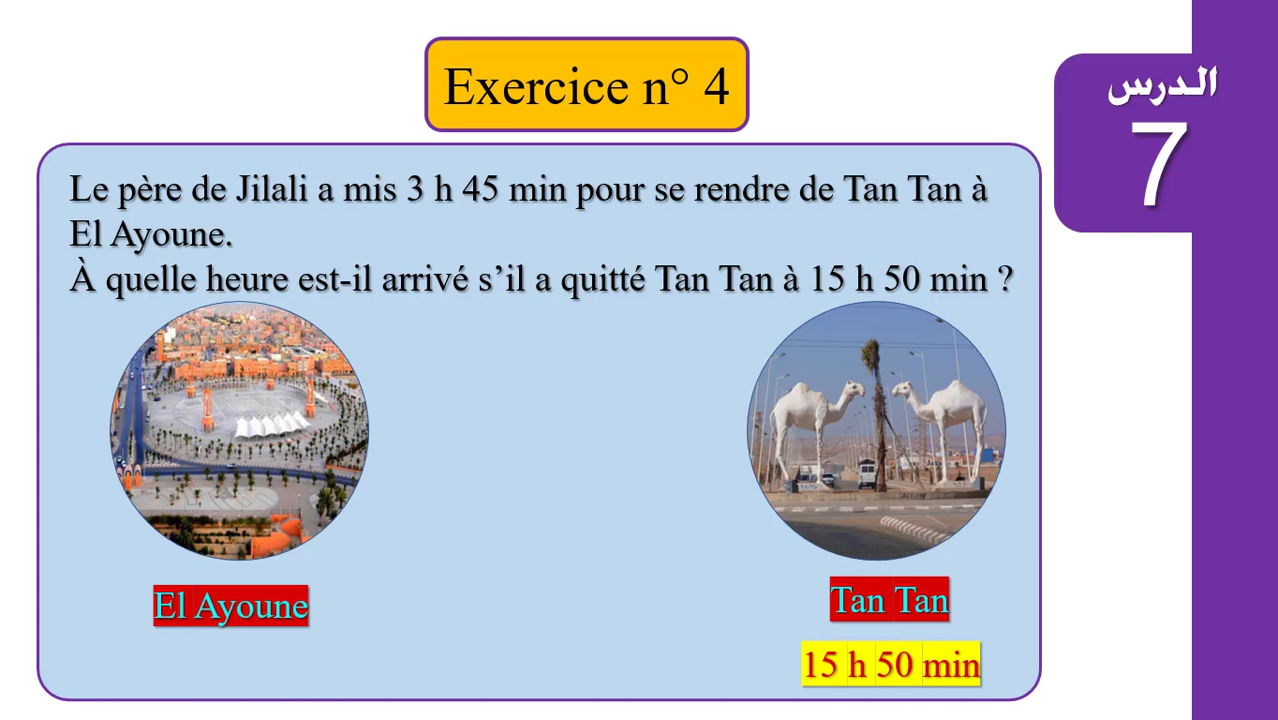 Exercice n° 4
الدرس
7
Le père de Jilali a mis 3 h 45 min pour se rendre de Tan Tan à
El Ayoune.
À quelle heure est-il arrivé s’il a quitté Tan Tan à 15 h 50 min ?
El Ayoune
Tan Tan
15 h 50 min